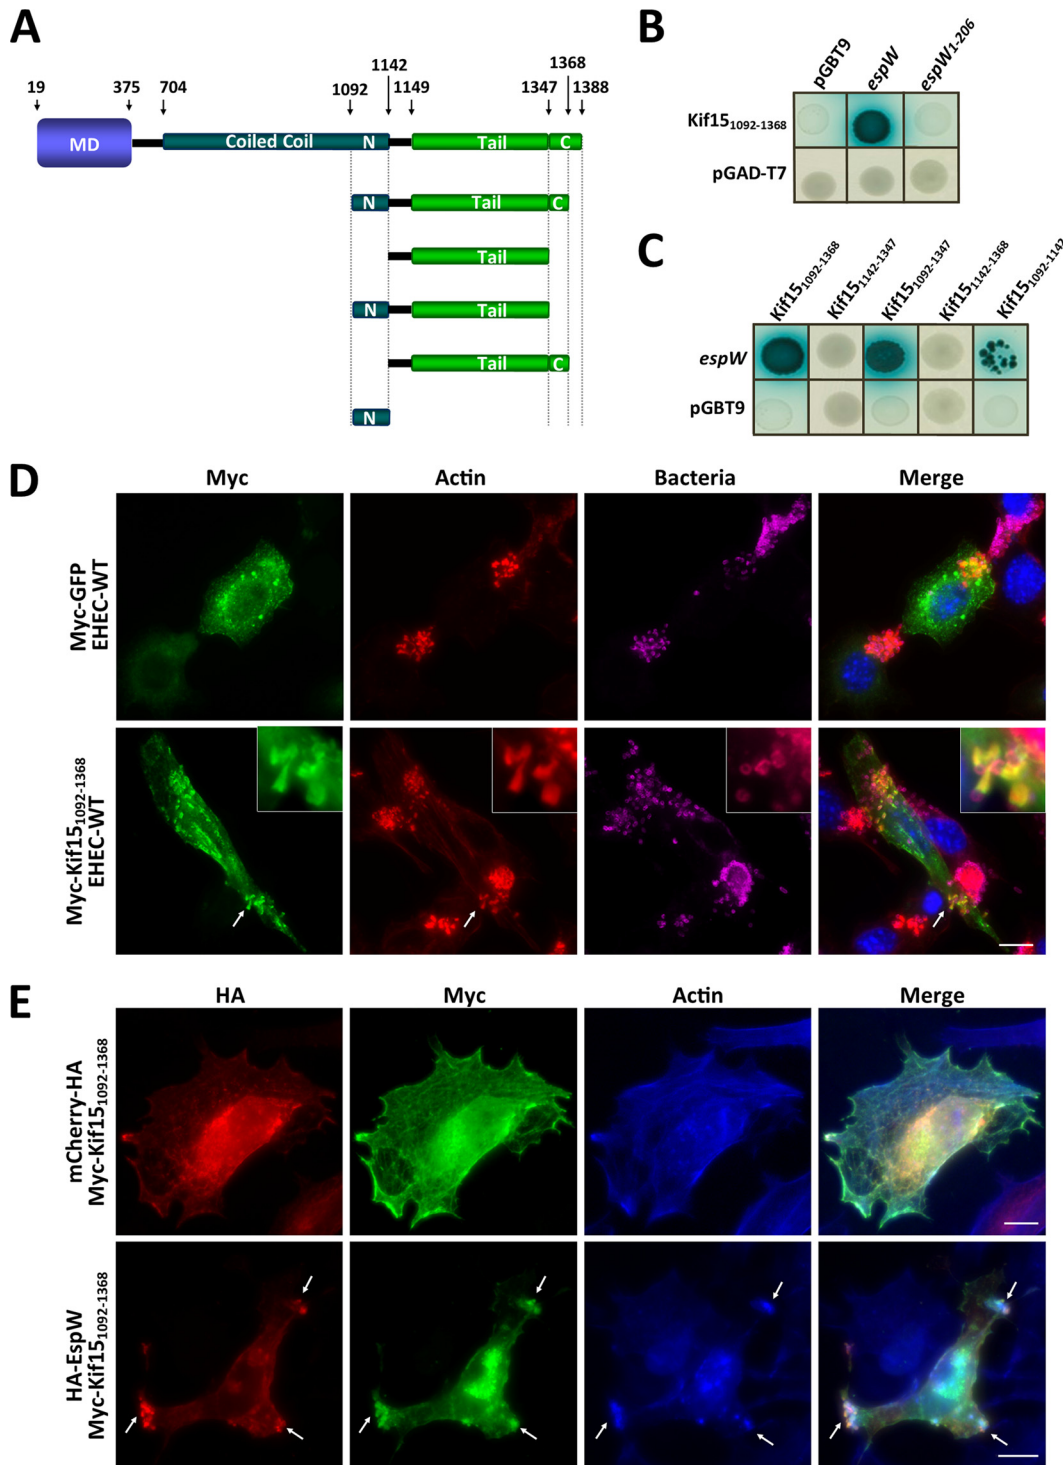 A
19 375 704 1092 1142 1149 1347 1368 1388
MD Coiled Coil N Tail C
N Tail C
Tail
N Tail
Tail C
N
B
pGBT9 espW espW1-206
Kif151092-1368
pGAD-T7
C
Kif151092-1368 Kif151142-1347 Kif151092-1347 Kif151142-1368 Kif151092-1142
espW
pGBT9
D
Myc Actin Bacteria Merge
Myc-GFP
EHEC-WT
Myc-Kif151092-1368
EHEC-WT
E
HA Myc Actin Merge
mCherry-HA
Myc-Kif151092-1368
HA-EspW
Myc-Kif151092-1368